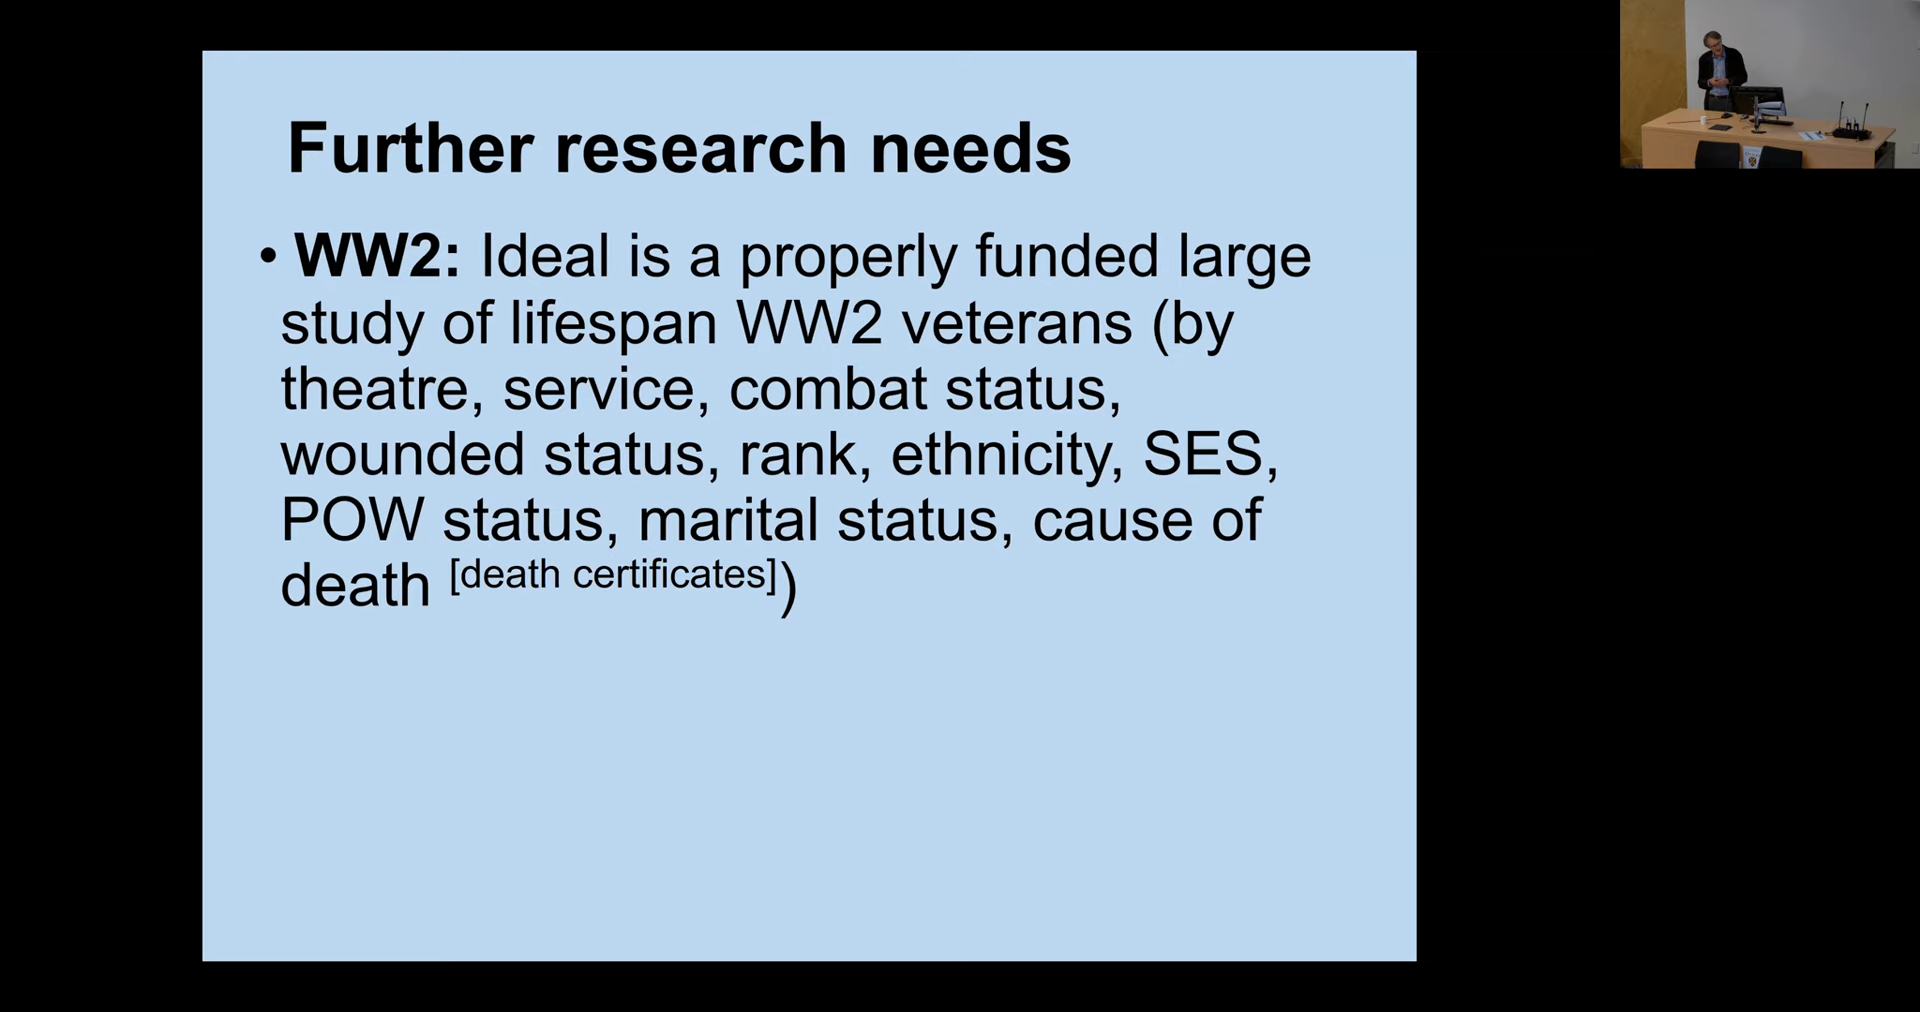 Further research needs
• WW2: Ideal is a properly funded large
study of lifespan WW2 veterans (by
theatre, service, combat status,
wounded status, rank, ethnicity, SES,
POW status, marital status, cause of
death [death certificates])